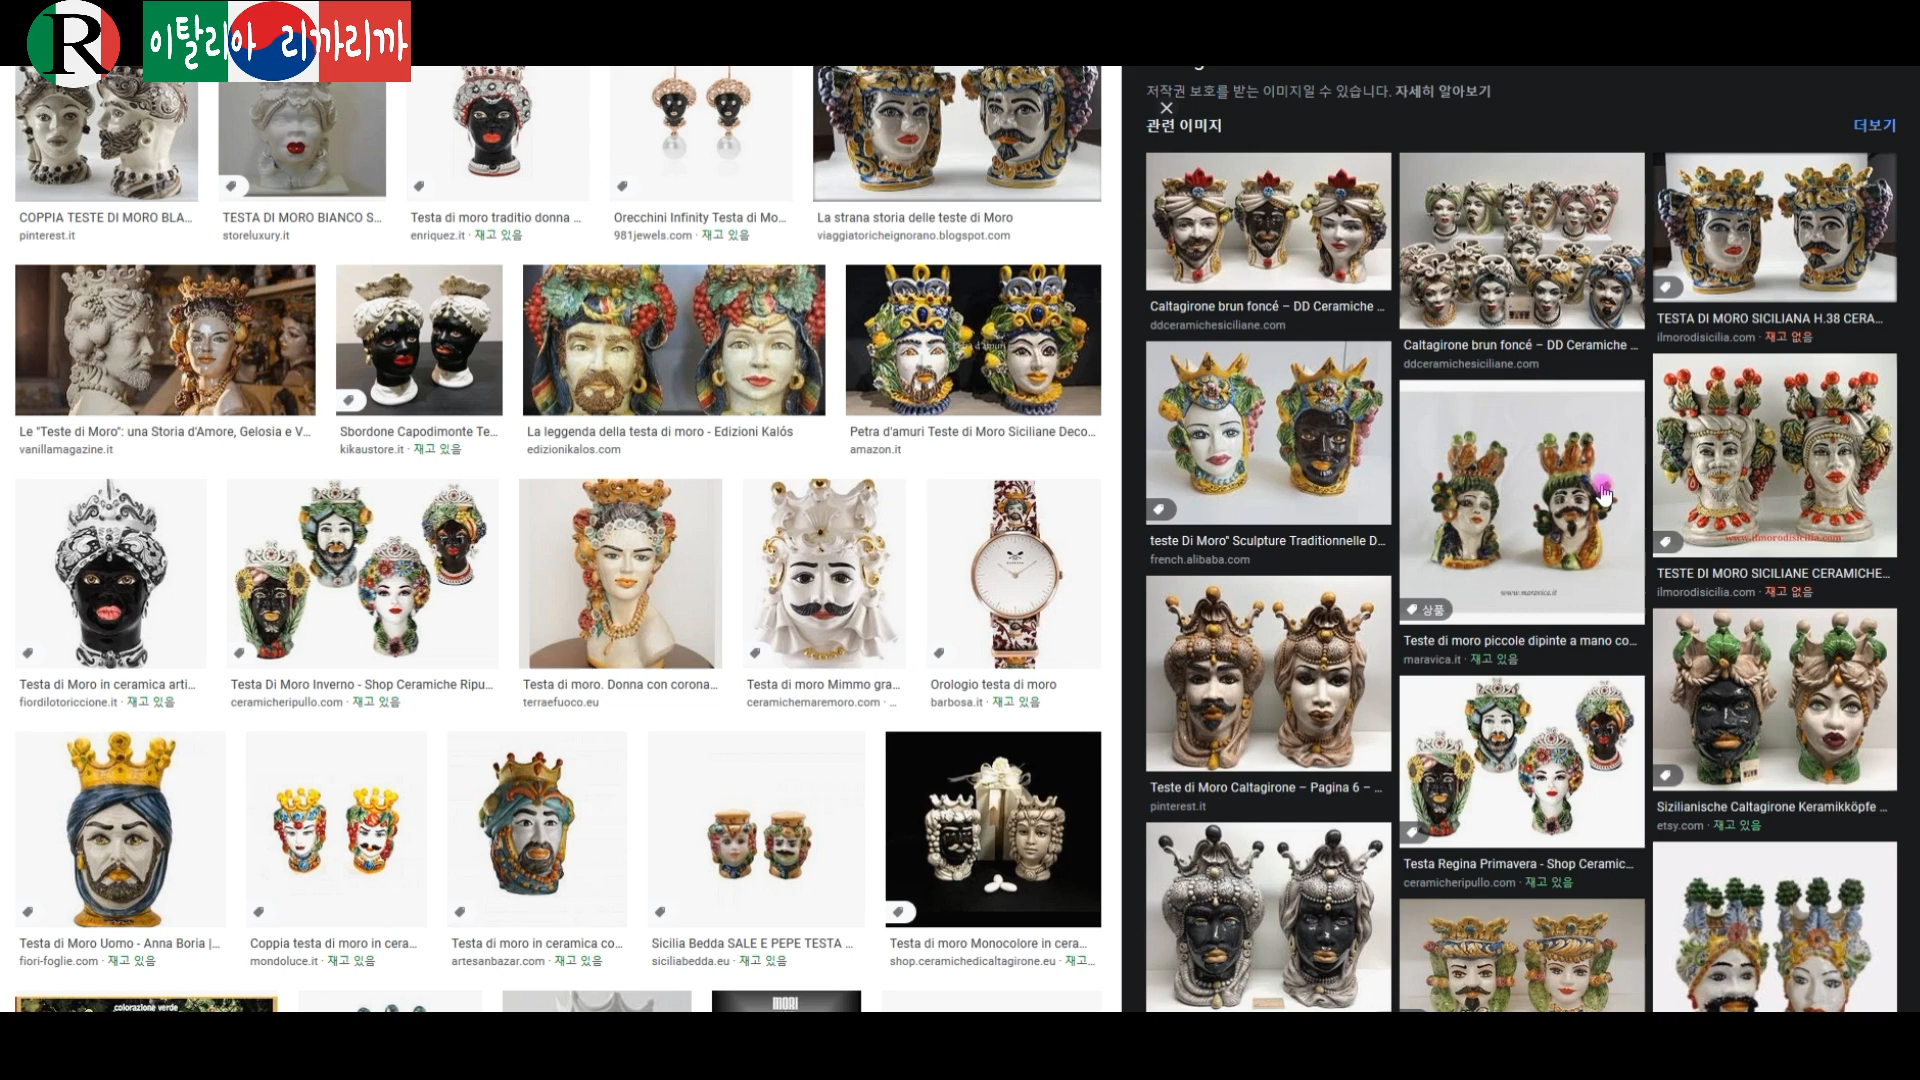 R
이탈리아 리까리까
COPPIA TESTE DI MORO BLA...
pinterest.it
TESTA DI MORO BIANCO S...
storeluxury.it
Testa di moro traditio donna ...
enriquez.it · 재고 있음
Orecchini Infinity Testa di Mo...
981jewels.com · 재고 있음
La strana storia delle teste di Moro
viaggiatoricheignorano.blogspot.com
Le "Teste di Moro": una Storia d'Amore, Gelosia e V...
vanillamagazine.it
Sbordone Capodimonte Te...
kikaustore.it · 재고 있음
La leggenda della testa di moro - Edizioni Kalós
edizionikalos.com
Petra d'amuri Teste di Moro Siciliane Deco...
amazon.it
Testa di Moro in ceramica arti...
fiordilotoriccione.it · 재고 있음
Testa Di Moro Inverno - Shop Ceramiche Ripu...
ceramicheripullo.com · 재고 있음
Testa di moro. Donna con corona...
terraefuoco.eu
Testa di moro Mimmo gra...
ceramichemaremoro.com · ...
Orologio testa di moro
barbosa.it · 재고 있음
Testa di Moro Uomo - Anna Boria |...
fiori-foglie.com · 재고 있음
Coppia testa di moro in cera...
mondoluce.it · 재고 있음
Testa di moro in ceramica co...
artesanbazar.com · 재고 있음
Sicilia Bedda SALE E PEPE TESTA ...
siciliabedda.eu · 재고 있음
Testa di moro Monocolore in cera...
shop.ceramichedicaltagirone.eu · 재고...
colorazione verde
MORI
저작권 보호를 받는 이미지일 수 있습니다. 자세히 알아보기
관련 이미지
더보기
Caltagirone brun foncé – DD Ceramiche ...
ddceramichesiciliane.com
Caltagirone brun foncé – DD Ceramiche ...
ddceramichesiciliane.com
TESTA DI MORO SICILIANA H.38 CERA...
ilmorodisicilia.com · 재고 없음
teste Di Moro" Sculpture Traditionnelle D...
french.alibaba.com
www.maravica.it
상품
Teste di moro piccole dipinte a mano co...
maravica.it · 재고 있음
www.ilmorodisicilia.com
TESTE DI MORO SICILIANE CERAMICHE...
ilmorodisicilia.com · 재고 없음
Teste di Moro Caltagirone – Pagina 6 – ...
pinterest.it
Testa Regina Primavera - Shop Ceramic...
ceramicheripullo.com · 재고 있음
Sizilianische Caltagirone Keramikköpfe ...
etsy.com · 재고 있음